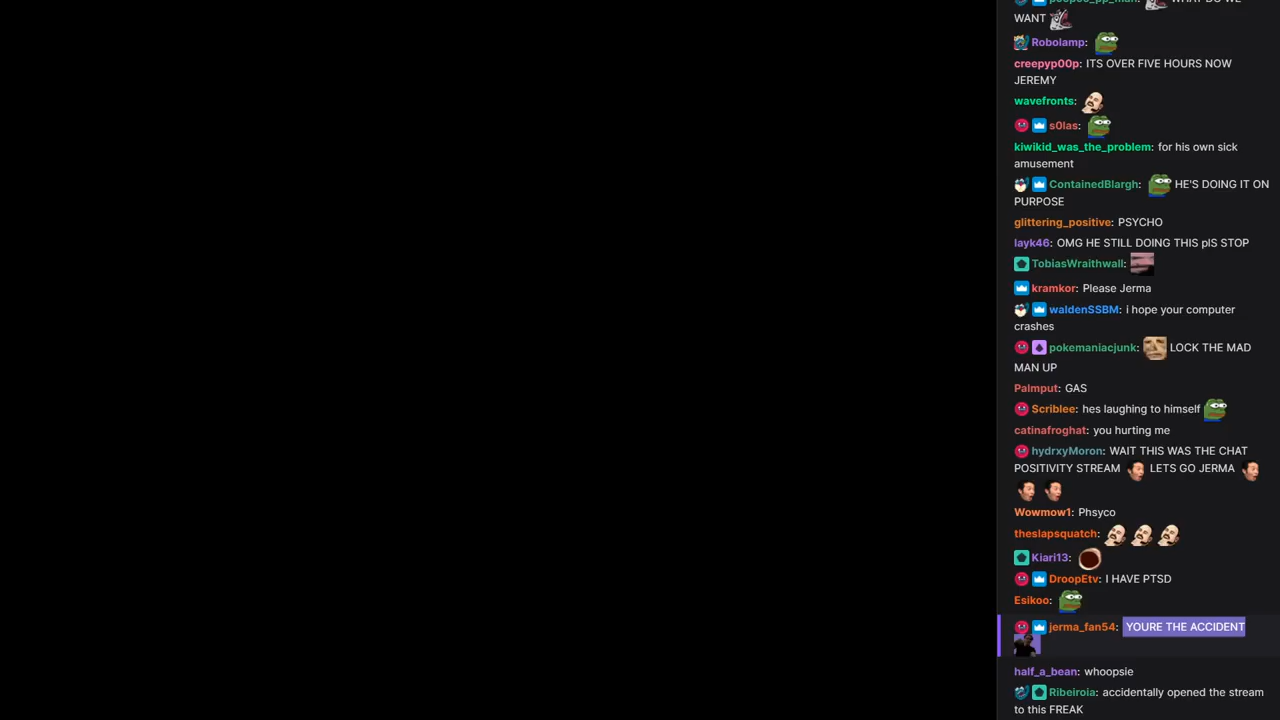 poopoo_pp_man: WHAT DO WE
WANT
Robolamp:
creepyp00p: ITS OVER FIVE HOURS NOW
JEREMY
wavefronts:
s0las:
kiwikid_was_the_problem: for his own sick
amusement
ContainedBlargh: HE'S DOING IT ON
PURPOSE
glittering_positive: PSYCHO
layk46: OMG HE STILL DOING THIS plS STOP
TobiasWraithwall:
kramkor: Please Jerma
waldenSSBM: i hope your computer
crashes
pokemaniacjunk: LOCK THE MAD
MAN UP
Palmput: GAS
Scriblee: hes laughing to himself
catinafroghat: you hurting me
hydrxyMoron: WAIT THIS WAS THE CHAT
POSITIVITY STREAM LETS GO JERMA
Wowmow1: Phsyco
theslapsquatch:
Kiari13:
DroopEtv: I HAVE PTSD
Esikoo:
jerma_fan54: YOURE THE ACCIDENT
half_a_bean: whoopsie
Ribeiroia: accidentally opened the stream
to this FREAK